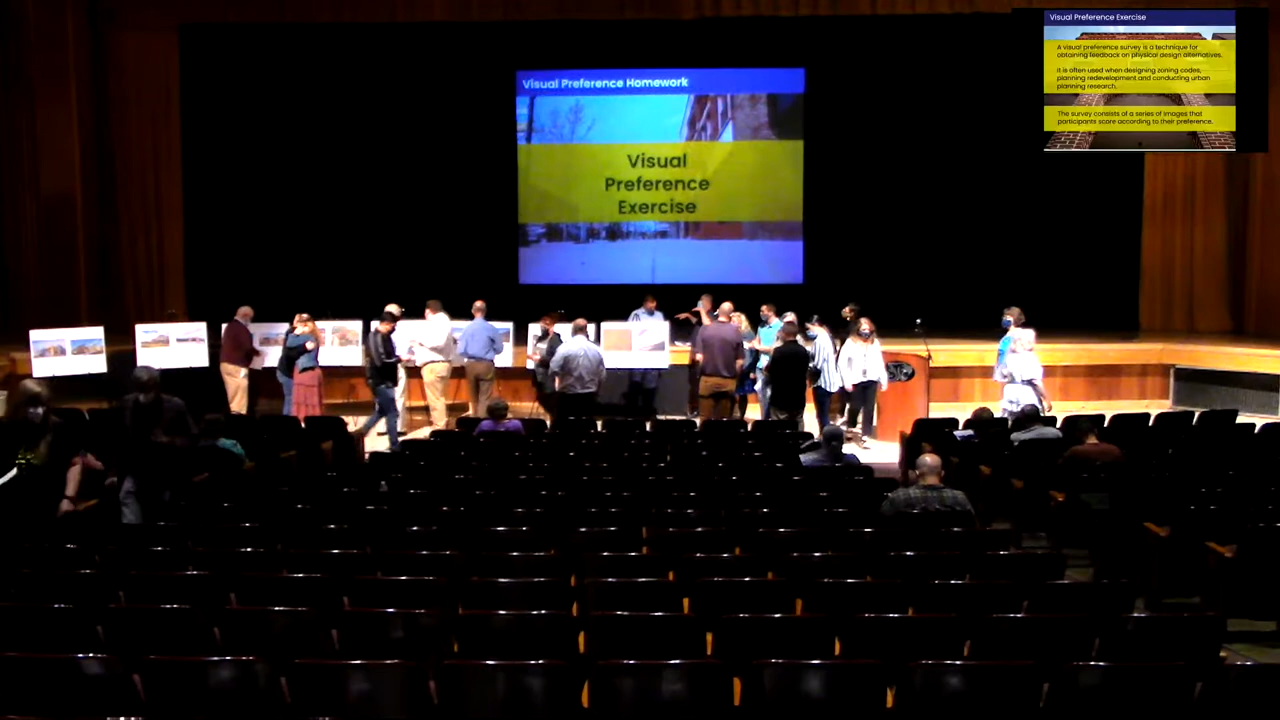 Visual Preference Homework
Visual
Preference
Exercise
Visual Preference Exercise
A visual preference survey is a technique for
obtaining feedback on physical design alternatives.
It is often used when designing zoning codes,
planning redevelopment and conducting urban
planning research.
The survey consists of a series of images that
participants score according to their preference.